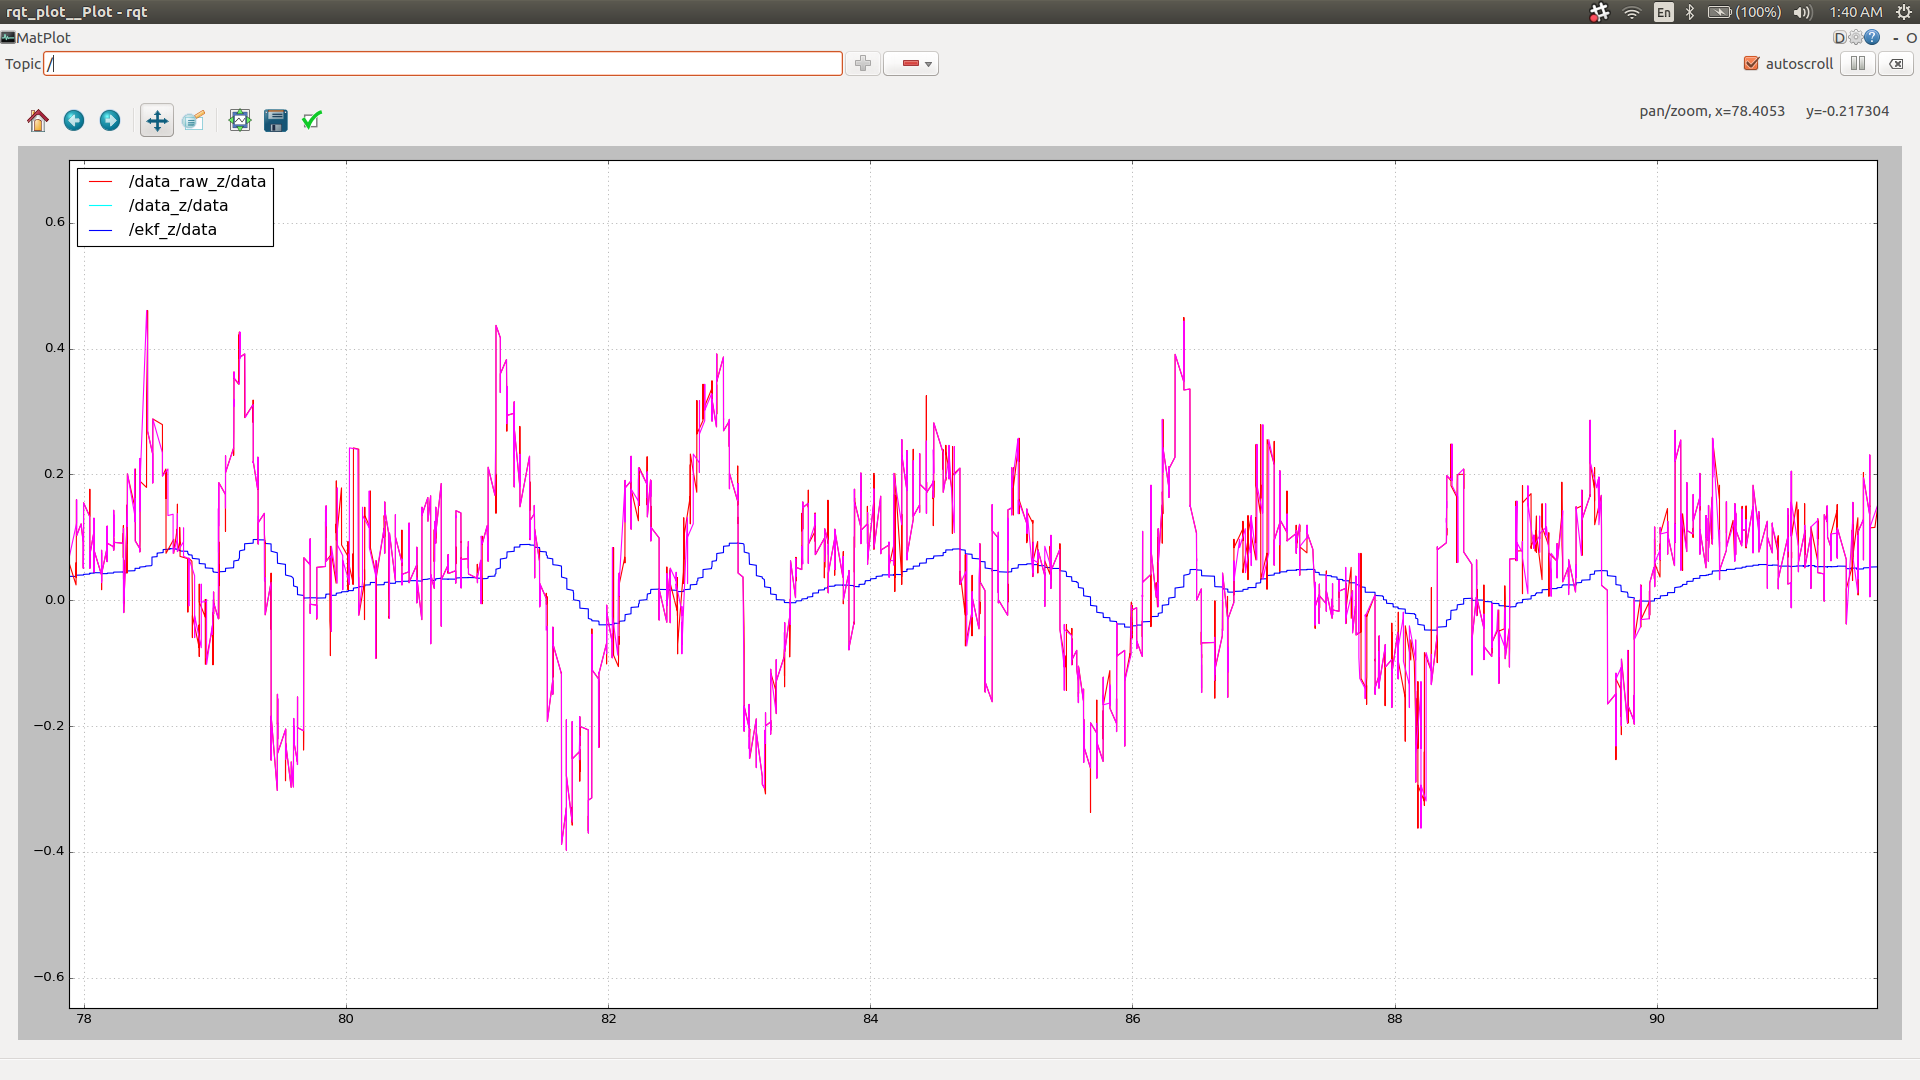 rqt_plot__Plot - rqt
En
(100%)
1:40 AM
MatPlot
D
?
- O
Topic
/
autoscroll
pan/zoom, x=78.4053 y=-0.217304
/data_raw_z/data
/data_z/data
/ekf_z/data
0.6
0.4
0.2
0.0
−0.2
−0.4
−0.6
78
80
82
84
86
88
90